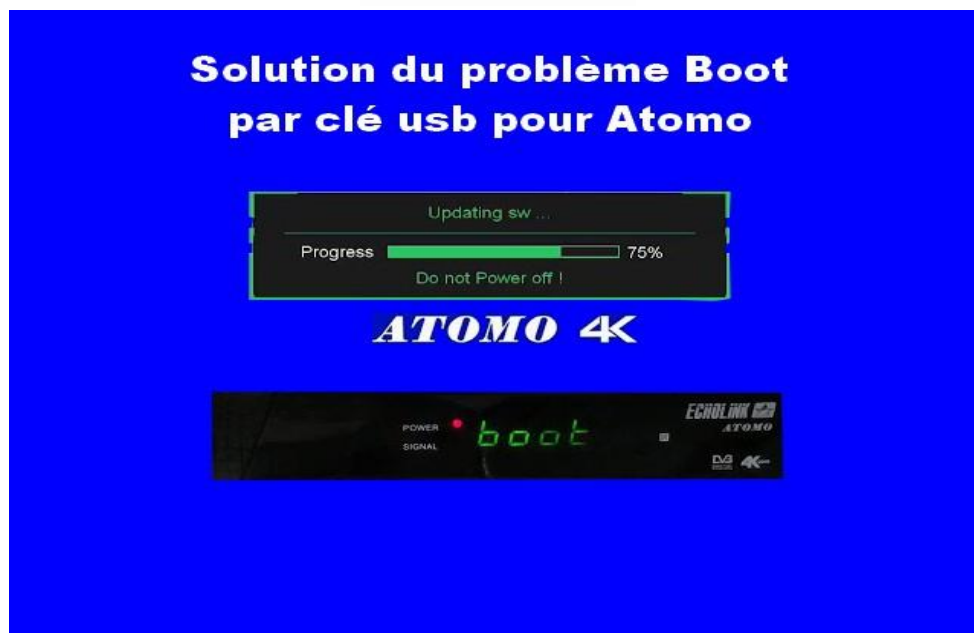 Solution du problème Boot
par clé usb pour Atomo
Updating sw ...
Progress 75%
Do not Power off !
ATOMO 4K
POWER
SIGNAL
boot
ECHOLINK
ATOMO
DVB
4K